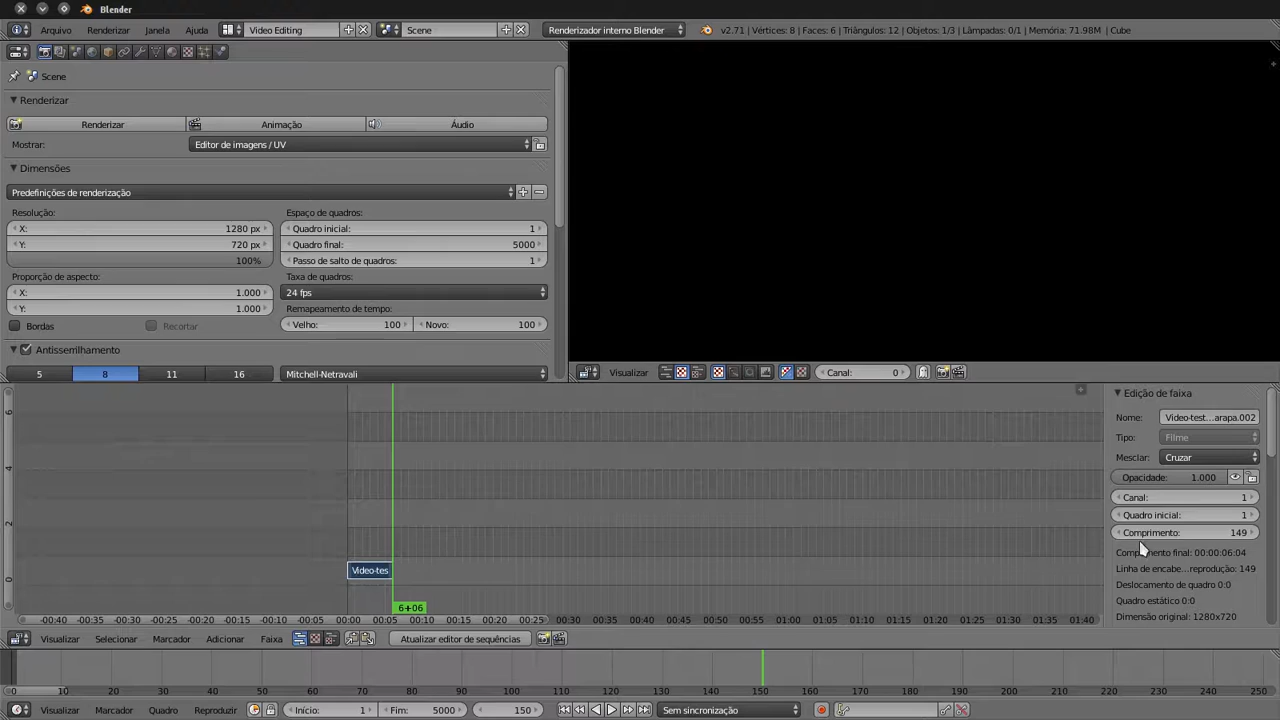 Blender
Arquivo Renderizar Janela Ajuda Video Editing Scene Renderizador interno Blender v2.71 | Vértices: 8 | Faces: 6 | Triângulos: 12 | Objetos: 1/3 | Lâmpadas: 0/1 | Memória: 71.98M | Cube
Scene
Renderizar
Renderizar Animação Áudio
Mostrar: Editor de imagens / UV
Dimensões
Predefinições de renderização
Resolução: Espaço de quadros:
X: 1280 px Quadro inicial: 1
Y: 720 px Quadro final: 5000
100% Passo de salto de quadros: 1
Proporção de aspecto: Taxa de quadros:
X: 1.000 24 fps
Y: 1.000 Remapeamento de tempo:
Bordas Recortar Velho: 100 Novo: 100
Antisserrilhamento
5 8 11 16 Mitchell-Netravali
Visualizar Canal: 0
Edição de faixa
Nome: Video-test...arapa.002
Tipo: Filme
Mesclar: Cruzar
Opacidade: 1.000
Canal: 1
Quadro inicial: 1
Comprimento: 149
Comprimento final: 00:00:06:04
Linha de encabe...reprodução: 149
Deslocamento de quadro 0:0
Quadro estático 0:0
Dimensão original: 1280x720
6
4
2
0
Video-tes
6+06
-00:40 -00:35 -00:30 -00:25 -00:20 -00:15 -00:10 -00:05 00:00 00:05 00:10 00:15 00:20 00:25 00:30 00:35 00:40 00:45 00:50 00:55 01:00 01:05 01:10 01:15 01:20 01:25 01:30 01:35 01:40
Visualizar Selecionar Marcador Adicionar Faixa Atualizar editor de sequências
0 10 20 30 40 50 60 70 80 90 100 110 120 130 140 150 160 170 180 190 200 210 220 230 240 250
Visualizar Marcador Quadro Reproduzir Início: 1 Fim: 5000 150 Sem sincronização